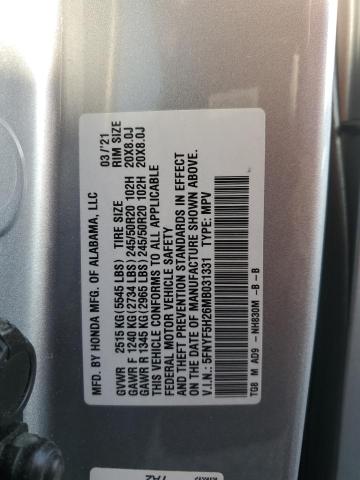 MFD. BY HONDA MFG. OF ALABAMA, LLC 03/'21
GVWR 2515 KG (5545 LBS) TIRE SIZE RIM SIZE
GAWR F 1240 KG (2734 LBS) 245/50R20 102H 20X8.0J
GAWR R 1345 KG (2965 LBS) 245/50R20 102H 20X8.0J
THIS VEHICLE CONFORMS TO ALL APPLICABLE
FEDERAL MOTOR VEHICLE SAFETY
AND THEFT PREVENTION STANDARDS IN EFFECT
ON THE DATE OF MANUFACTURE SHOWN ABOVE.
V.I.N.: 5FNYF5H26MB031331 TYPE: MPV
TG8 M AD9 -NH830M -B -B